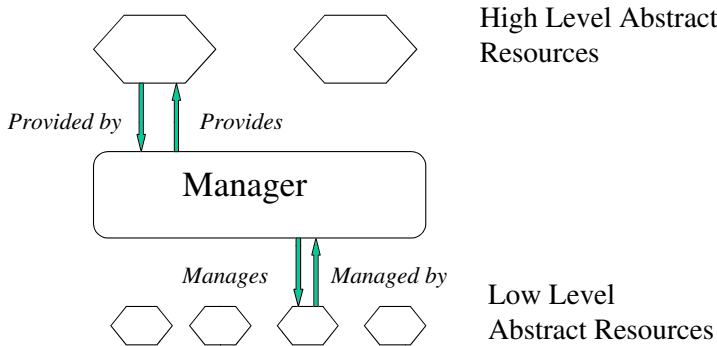 High Level Abstract
Resources
Provided by
Provides
Manager
Manages
Managed by
Low Level
Abstract Resources